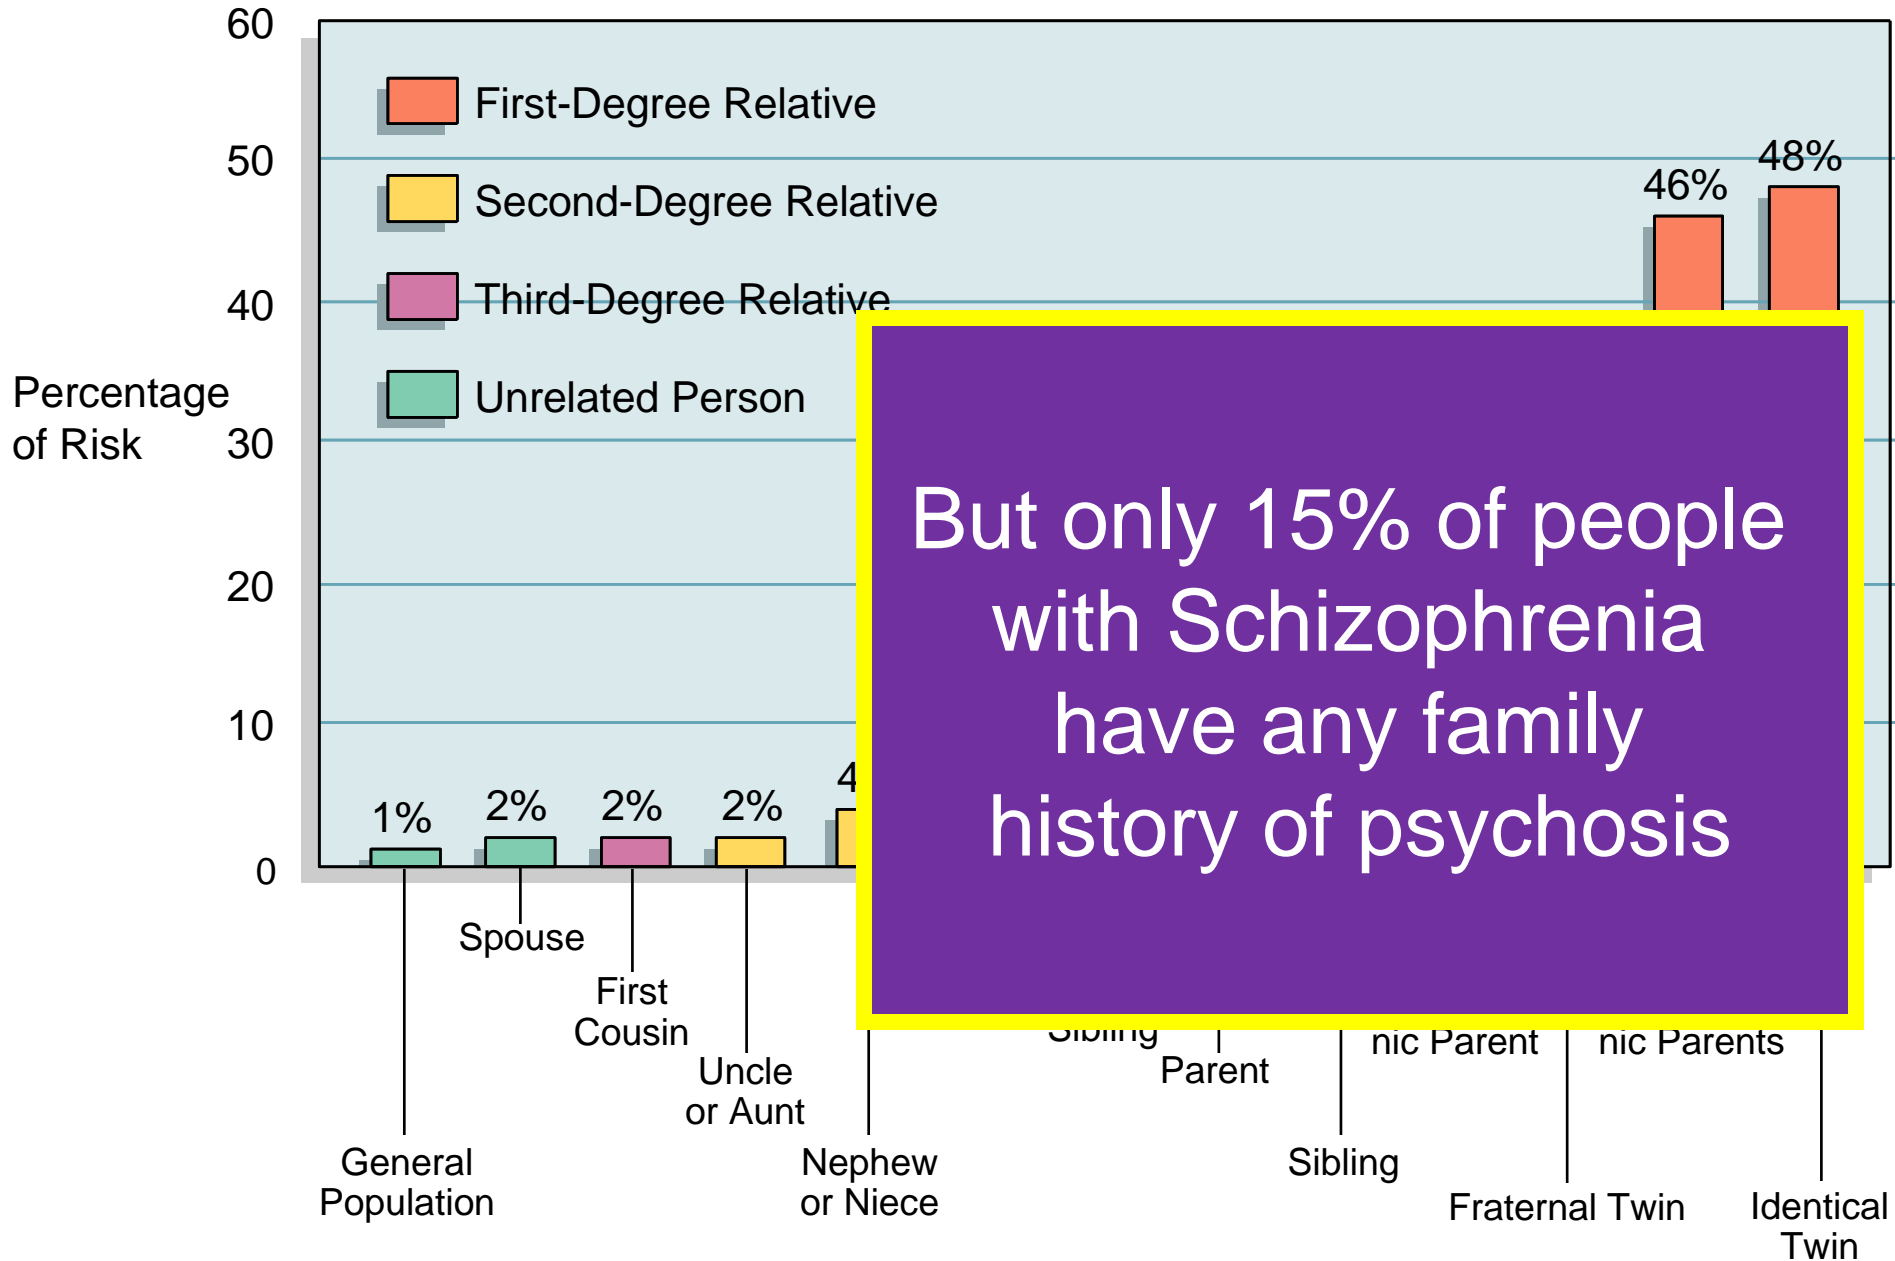 60
50
40
30
20
10
0
Percentage
of Risk
First-Degree Relative
Second-Degree Relative
Third-Degree Relative
Unrelated Person
1%
2%
2%
2%
4
46%
48%
But only 15% of people
with Schizophrenia
have any family
history of psychosis
General
Population
Spouse
First
Cousin
Uncle
or Aunt
Nephew
or Niece
Sibling
Parent
Sibling
nic Parent
Fraternal Twin
nic Parents
Identical
Twin